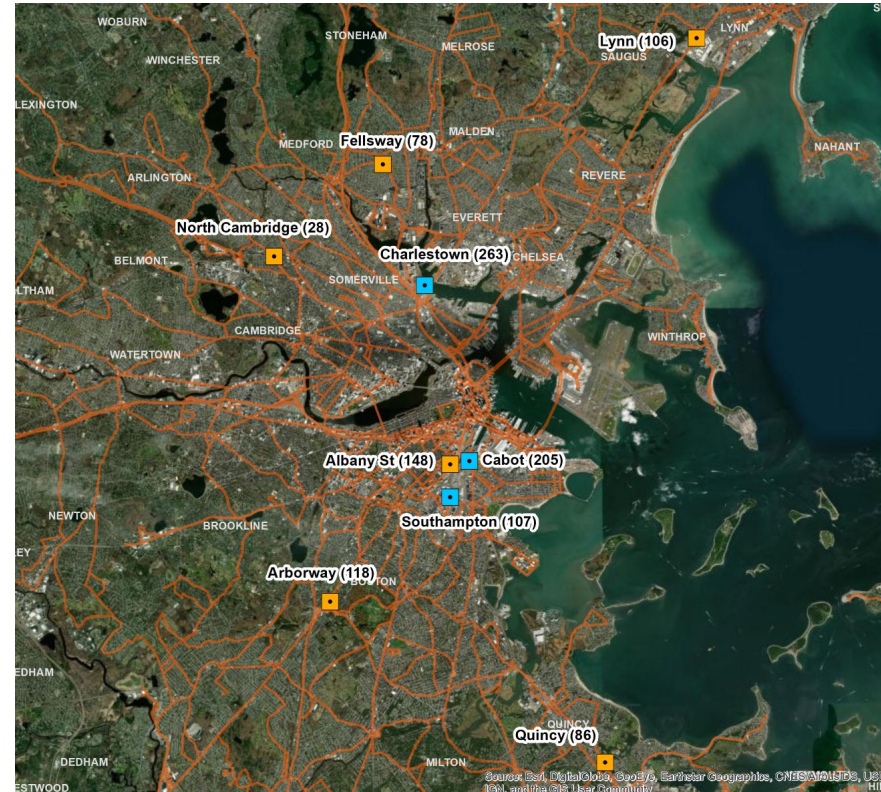 WOBURN
STONEHAM
LYNN
Lynn (106)
MELROSE
SAUGUS
WINCHESTER
LEXINGTON
MALDEN
Fellsway (78)
MEDFORD
NAHANT
REVERE
ARLINGTON
EVERETT
North Cambridge (28)
Charlestown (263)
CHELSEA
BELMONT
SOMERVILLE
LTHAM
CAMBRIDGE
WINTHROP
WATERTOWN
Albany St (148)
Cabot (205)
NEWTON
Southampton (107)
BROOKLINE
LEY
Arborway (118)
BOSTON
EDHAM
QUINCY
Quincy (86)
DEDHAM
MILTON
Source: Esri, DigitalGlobe, GeoEye, Earthstar Geographics, CNES/Airbus DS, US
IGN, and the GIS User Community
ESTWOOD
HI